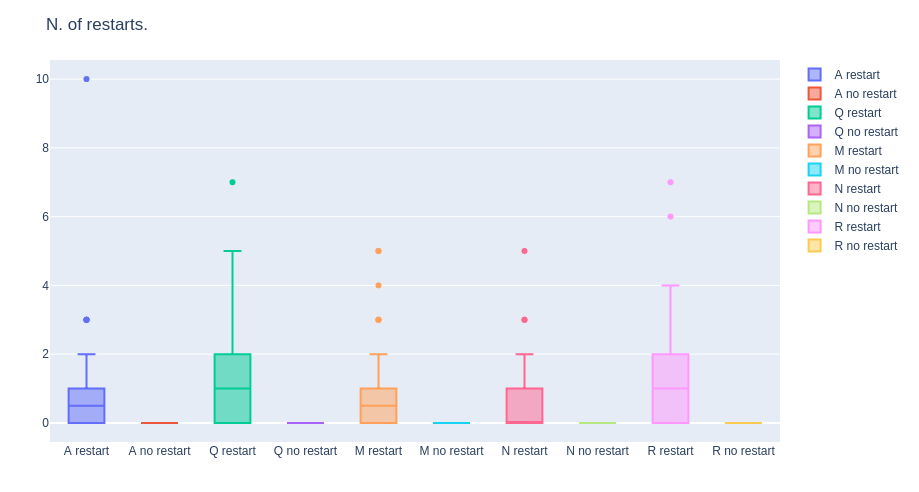 N. of restarts.
10
8
6
4
2
0
A restart
A no restart
Q restart
Q no restart
M restart
M no restart
N restart
N no restart
R restart
R no restart
A restart
A no restart
Q restart
Q no restart
M restart
M no restart
N restart
N no restart
R restart
R no restart